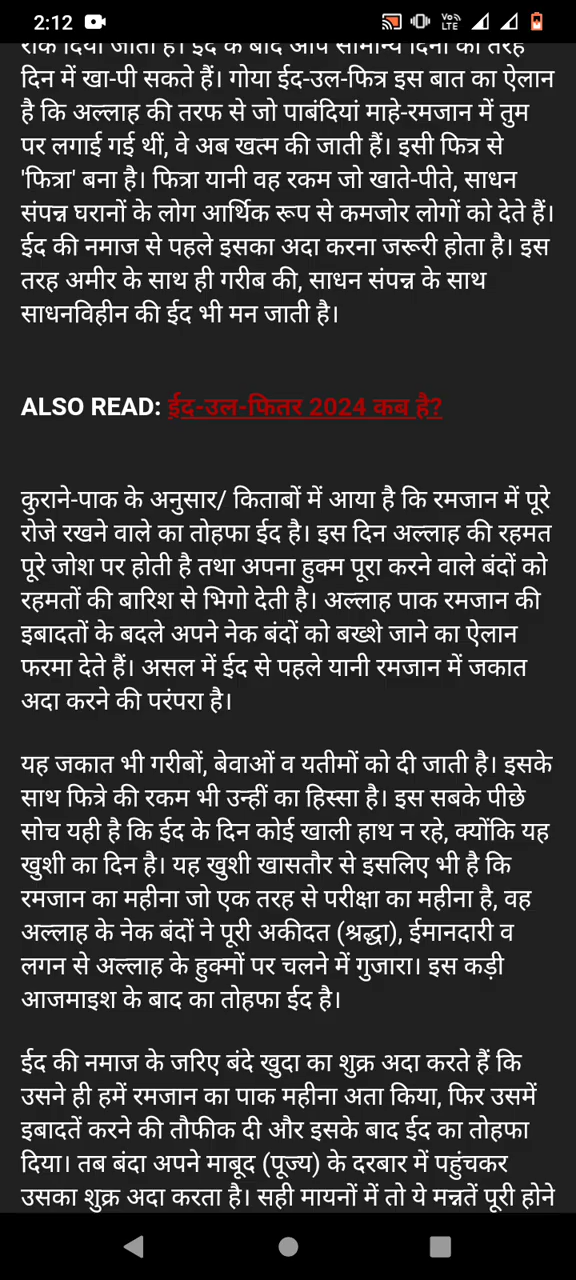 2:12
Vo) LTE
रोक दिया जाता है। ईद के बाद आप सामान्य दिनों की तरह
दिन में खा-पी सकते हैं। गोया ईद-उल-फित्र इस बात का ऐलान
है कि अल्लाह की तरफ से जो पाबंदियां माहे-रमजान में तुम
पर लगाई गई थीं, वे अब खत्म की जाती हैं। इसी फित्र से
'फित्रा' बना है। फित्रा यानी वह रकम जो खाते-पीते, साधन
संपन्न घरानों के लोग आर्थिक रूप से कमजोर लोगों को देते हैं।
ईद की नमाज से पहले इसका अदा करना जरूरी होता है। इस
तरह अमीर के साथ ही गरीब की, साधन संपन्न के साथ
साधनविहीन की ईद भी मन जाती है।
ALSO READ: ईद-उल-फितर 2024 कब है?
कुराने-पाक के अनुसार/ किताबों में आया है कि रमजान में पूरे
रोजे रखने वाले का तोहफा ईद है। इस दिन अल्लाह की रहमत
पूरे जोश पर होती है तथा अपना हुक्म पूरा करने वाले बंदों को
रहमतों की बारिश से भिगो देती है। अल्लाह पाक रमजान की
इबादतों के बदले अपने नेक बंदों को बख्शे जाने का ऐलान
फरमा देते हैं। असल में ईद से पहले यानी रमजान में जकात
अदा करने की परंपरा है।
यह जकात भी गरीबों, बेवाओं व यतीमों को दी जाती है। इसके
साथ फित्रे की रकम भी उन्हीं का हिस्सा है। इस सबके पीछे
सोच यही है कि ईद के दिन कोई खाली हाथ न रहे, क्योंकि यह
खुशी का दिन है। यह खुशी खासतौर से इसलिए भी है कि
रमजान का महीना जो एक तरह से परीक्षा का महीना है, वह
अल्लाह के नेक बंदों ने पूरी अकीदत (श्रद्धा), ईमानदारी व
लगन से अल्लाह के हुक्मों पर चलने में गुजारा। इस कड़ी
आजमाइश के बाद का तोहफा ईद है।
ईद की नमाज के जरिए बंदे खुदा का शुक्र अदा करते हैं कि
उसने ही हमें रमजान का पाक महीना अता किया, फिर उसमें
इबादतें करने की तौफीक दी और इसके बाद ईद का तोहफा
दिया। तब बंदा अपने माबूद (पूज्य) के दरबार में पहुंचकर
उसका शुक्र अदा करता है। सही मायनों में तो ये मन्नतें पूरी होने